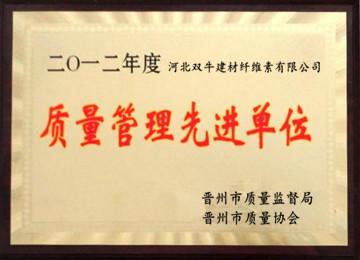 二〇一二年度 河北双牛建材纤维素有限公司
质量管理先进单位
晋州市质量监督局
晋州市质量协会